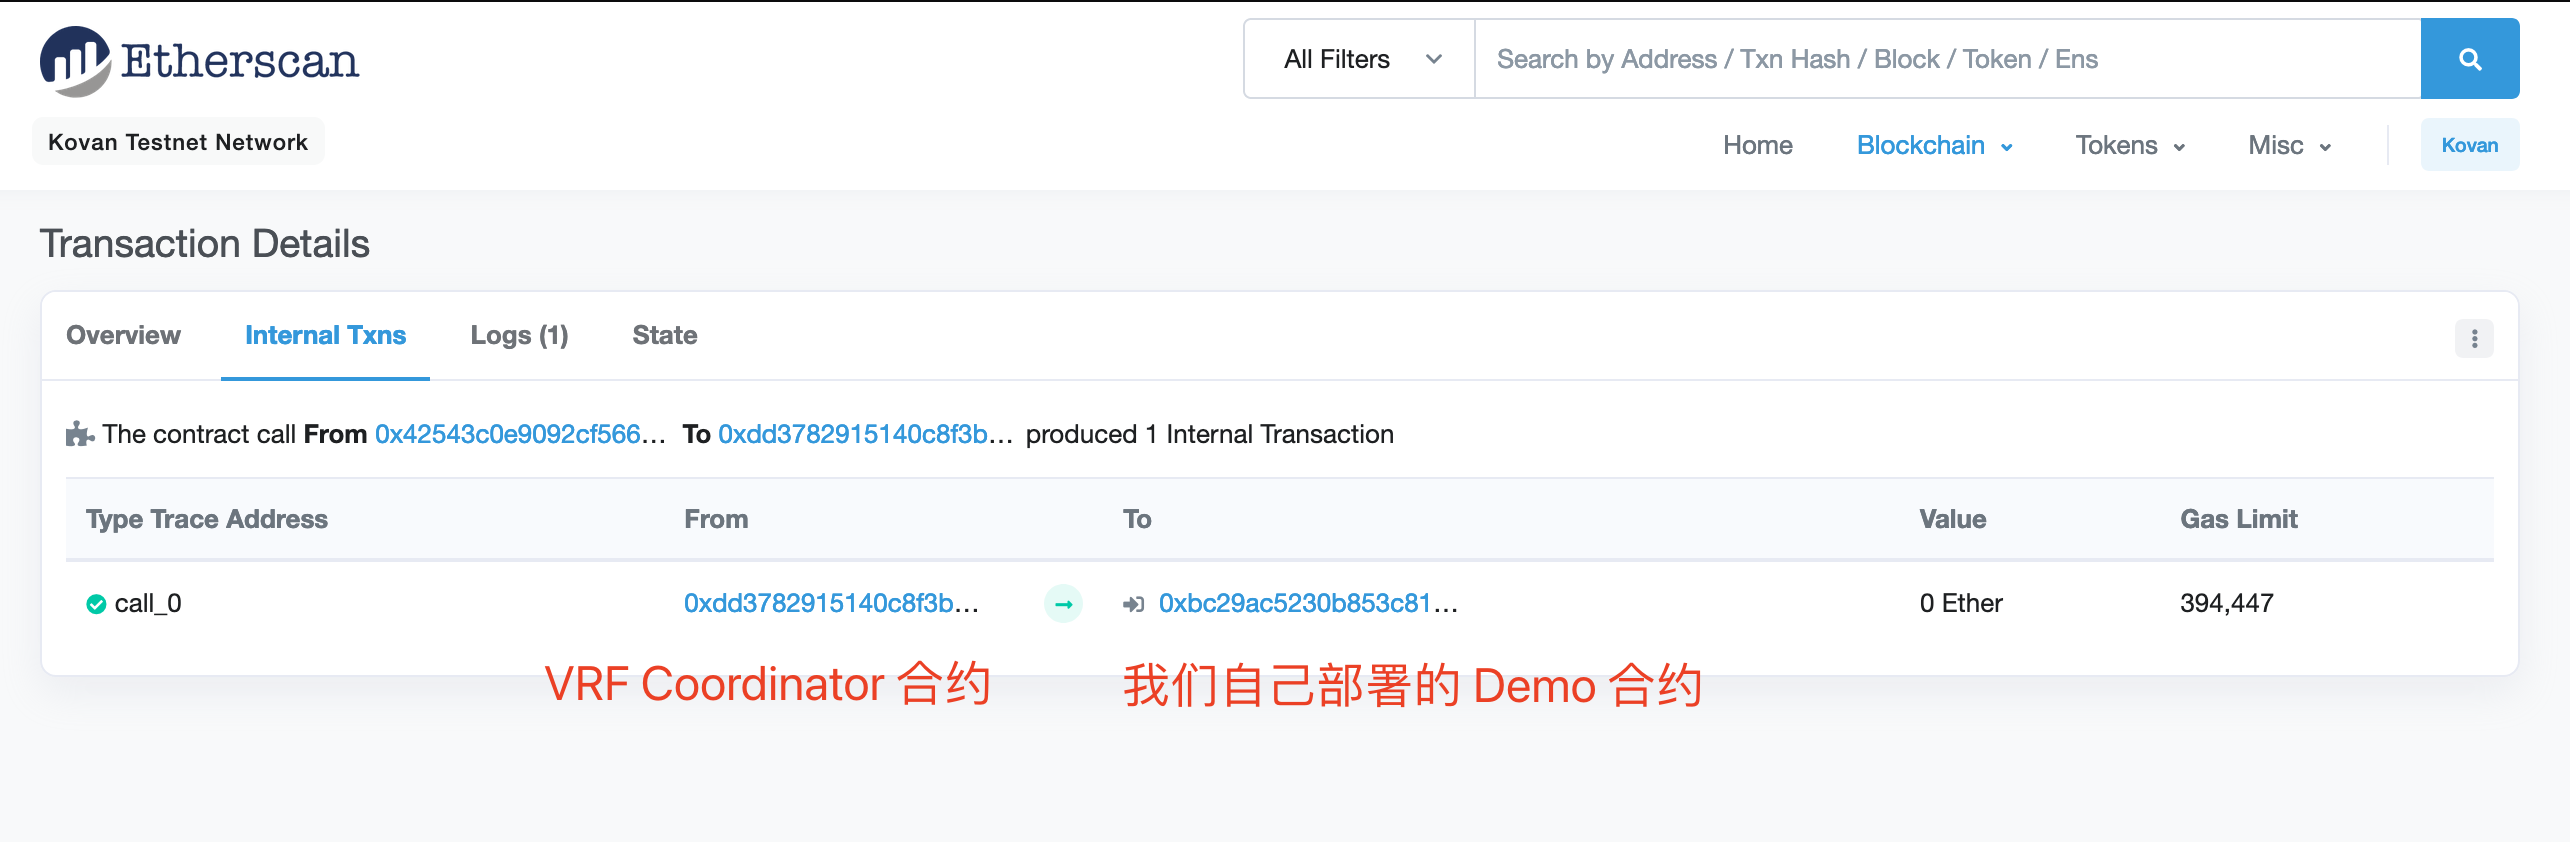 Etherscan
All Filters
Search by Address / Txn Hash / Block / Token / Ens
Kovan Testnet Network
Home Blockchain Tokens Misc Kovan
Transaction Details
Overview Internal Txns Logs (1) State
The contract call From 0x42543c0e9092cf566... To 0xdd3782915140c8f3b... produced 1 Internal Transaction
Type Trace Address From To Value Gas Limit
call_0 0xdd3782915140c8f3b... 0xbc29ac5230b853c81... 0 Ether 394,447
VRF Coordinator 合约 我们自己部署的 Demo 合约